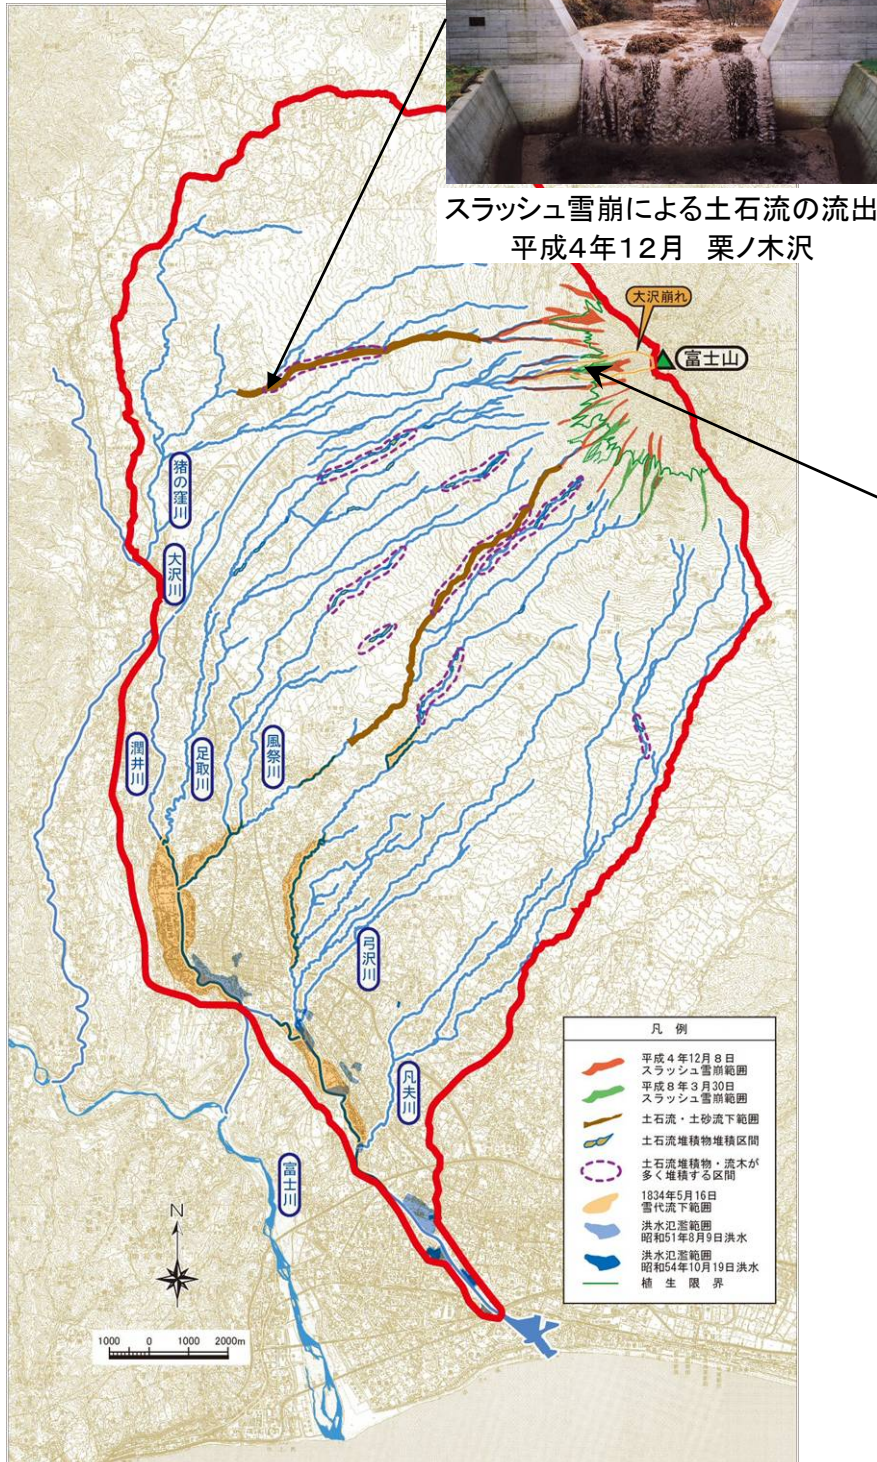 スラッシュ雪崩による土石流の流出
平成4年12月 栗ノ木沢
大沢崩れ
富士山
猪の窪川
大沢川
潤井川
足取川
風祭川
弓沢川
凡夫川
富士川
N
1000 0 1000 2000m
凡例
平成4年12月8日
スラッシュ雪崩範囲
平成8年3月30日
スラッシュ雪崩範囲
土石流・土砂流下範囲
土石流堆積物堆積区間
土石流堆積物・流木が
多く堆積する区間
1834年5月16日
雪代流下範囲
洪水氾濫範囲
昭和51年8月9日洪水
洪水氾濫範囲
昭和54年10月19日洪水
植生限界